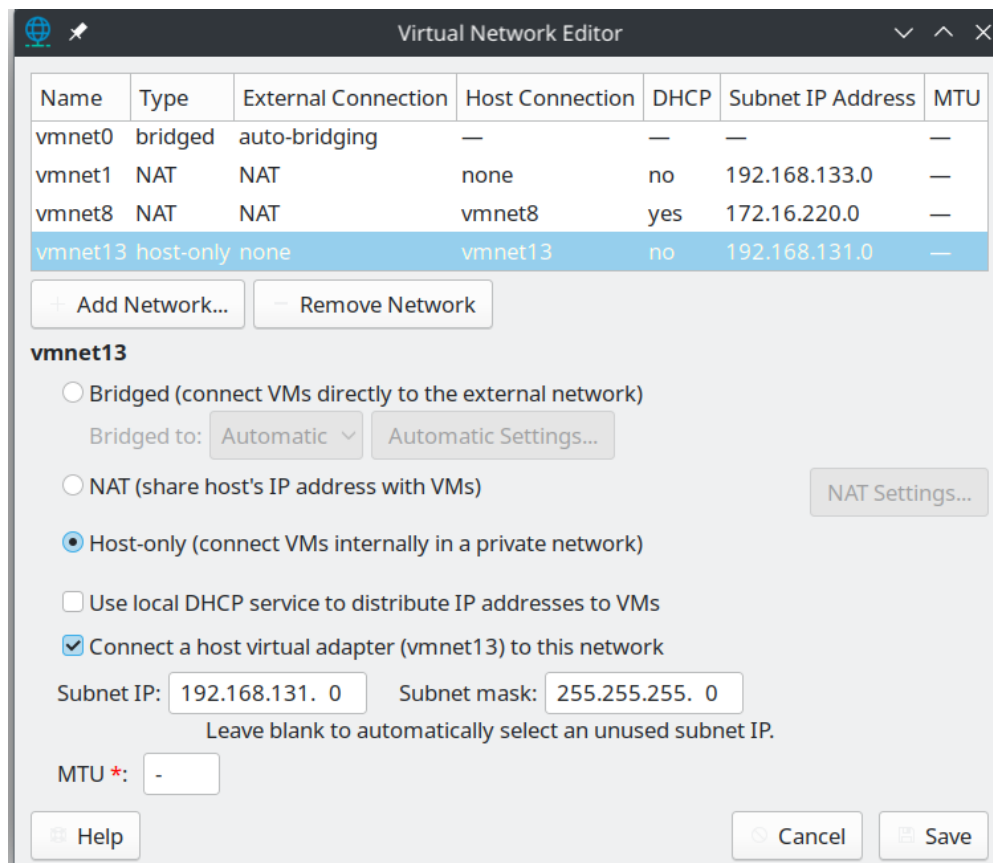 Virtual Network Editor
Name Type External Connection Host Connection DHCP Subnet IP Address MTU
vmnet0 bridged auto-bridging — — — —
vmnet1 NAT NAT none no 192.168.133.0 —
vmnet8 NAT NAT vmnet8 yes 172.16.220.0 —
vmnet13 host-only none vmnet13 no 192.168.131.0 —
+ Add Network... − Remove Network
vmnet13
Bridged (connect VMs directly to the external network)
Bridged to: Automatic Automatic Settings...
NAT (share host's IP address with VMs)
NAT Settings...
Host-only (connect VMs internally in a private network)
Use local DHCP service to distribute IP addresses to VMs
Connect a host virtual adapter (vmnet13) to this network
Subnet IP: 192.168.131. 0 Subnet mask: 255.255.255. 0
Leave blank to automatically select an unused subnet IP.
MTU *: -
Help Cancel Save